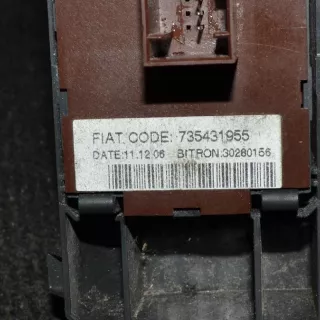 FIAT CODE: 735431955
DATE:11.12.06 BITRON:30280156